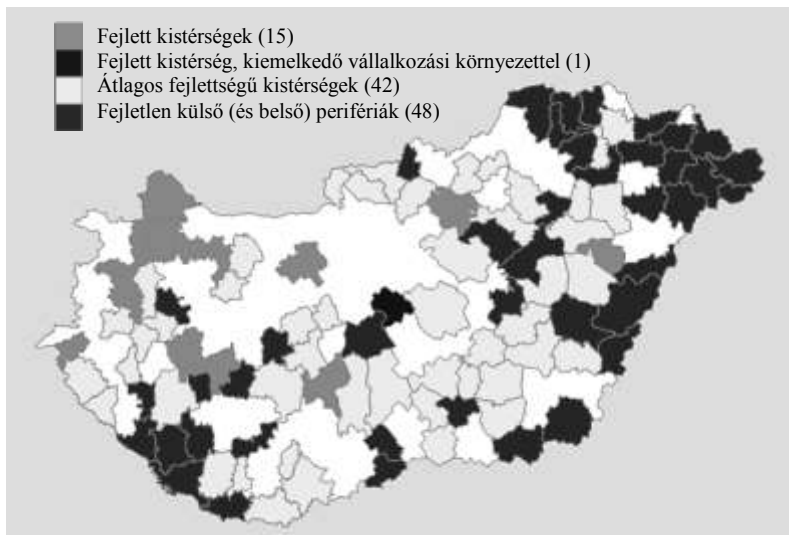 Fejlett kistérségek (15)
Fejlett kistérség, kiemelkedő vállalkozási környezettel (1)
Átlagos fejlettségű kistérségek (42)
Fejletlen külső (és belső) perifériák (48)